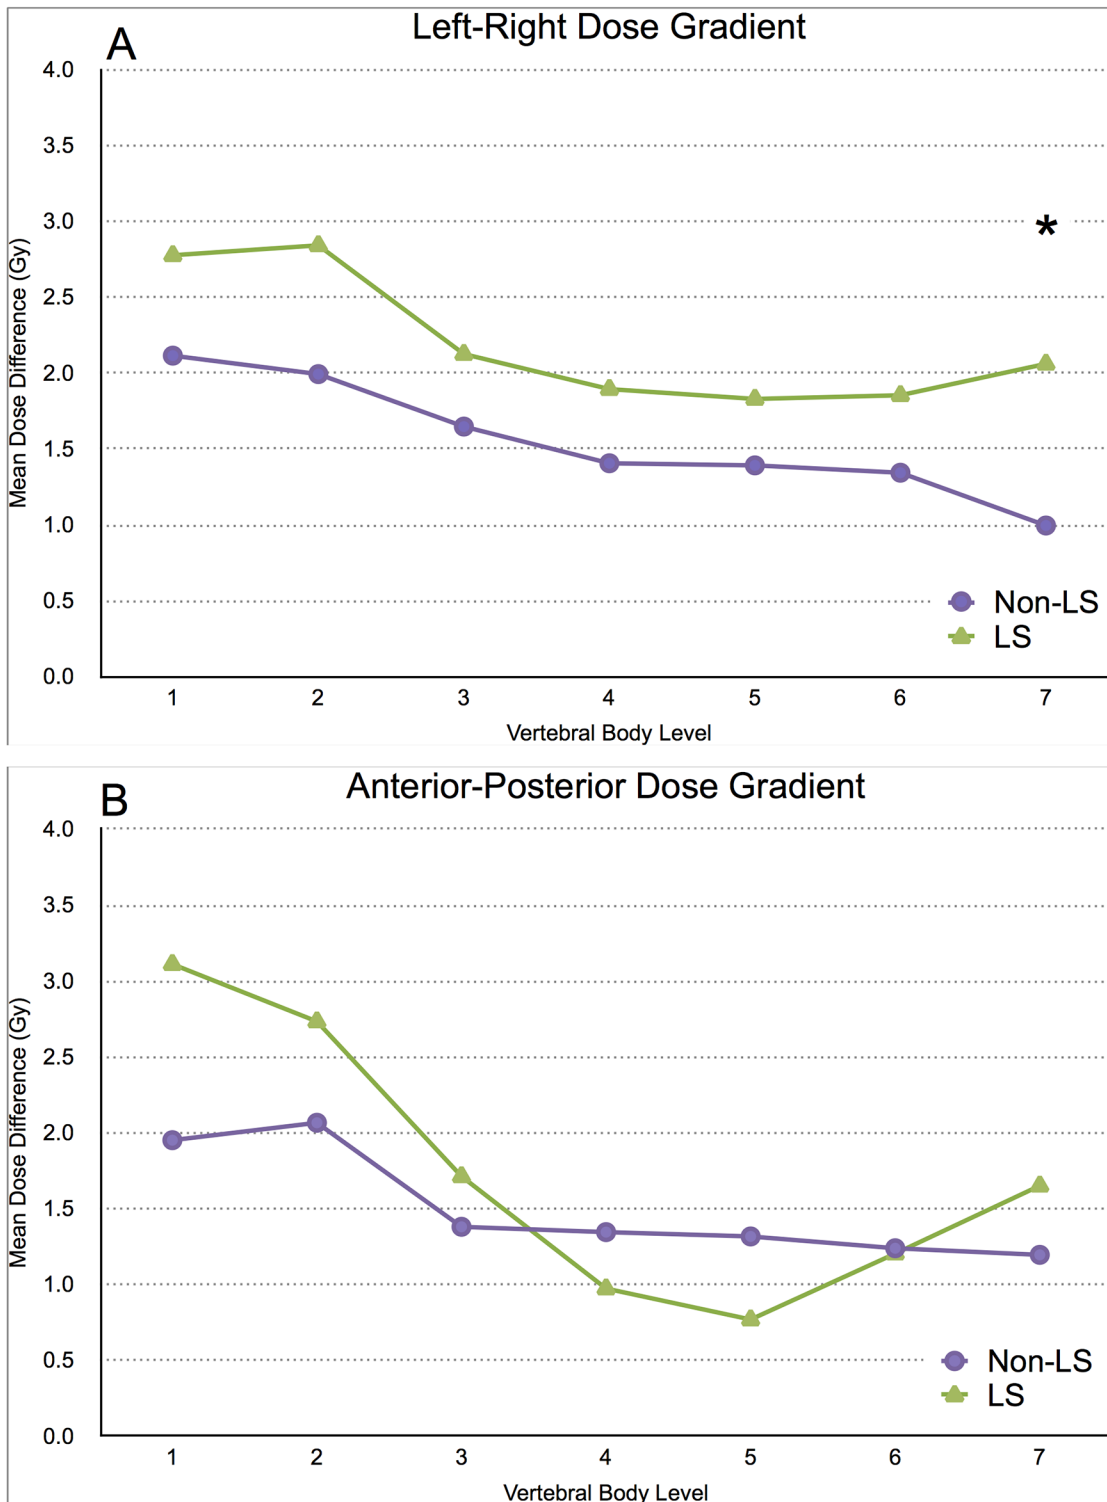 A
Left-Right Dose Gradient
4.0
3.5
3.0
*
2.5
2.0
1.5
1.0
0.5
0.0
Mean Dose Difference (Gy)
Non-LS
LS
1 2 3 4 5 6 7
Vertebral Body Level
B
Anterior-Posterior Dose Gradient
4.0
3.5
3.0
2.5
2.0
1.5
1.0
0.5
0.0
Mean Dose Difference (Gy)
Non-LS
LS
1 2 3 4 5 6 7
Vertebral Body Level